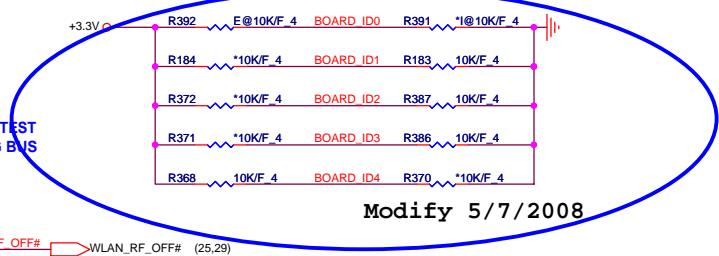 R392 E@10K/F_4 BOARD_ID0 R391 *I@10K/F_4
+3.3V
R184 *10K/F_4 BOARD_ID1 R183 10K/F_4
R372 *10K/F_4 BOARD_ID2 R387 10K/F_4
TEST
R371 *10K/F_4 BOARD_ID3 R386 10K/F_4
BUS
R368 10K/F_4 BOARD_ID4 R370 *10K/F_4
Modify 5/7/2008
F_OFF# WLAN_RF_OFF# (25,29)